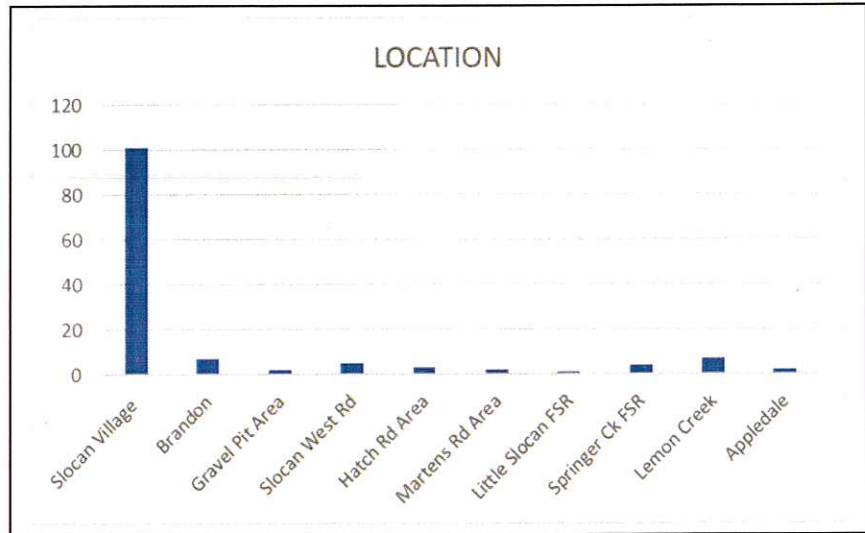 LOCATION
120
100
80
60
40
20
0
Slocan Village
Brandon
Gravel Pit Area
Slocan West Rd
Hatch Rd Area
Martens Rd Area
Little Slocan FSR
Springer Ck FSR
Lemon Creek
Appledale